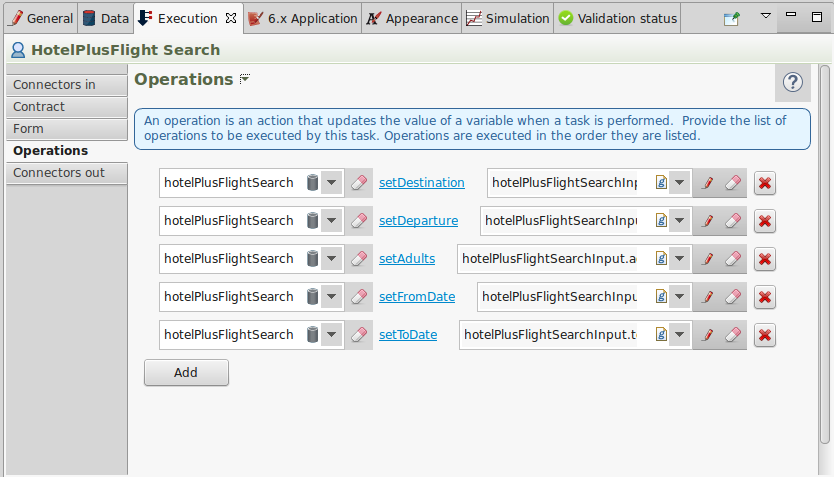 General Data Execution 6.x Application Appearance Simulation Validation status
HotelPlusFlight Search
Connectors in
Contract
Form
Operations
Connectors out
Operations
?
An operation is an action that updates the value of a variable when a task is performed. Provide the list of
operations to be executed by this task. Operations are executed in the order they are listed.
hotelPlusFlightSearch setDestination hotelPlusFlightSearchInp
hotelPlusFlightSearch setDeparture hotelPlusFlightSearchInpu
hotelPlusFlightSearch setAdults hotelPlusFlightSearchInput.a
hotelPlusFlightSearch setFromDate hotelPlusFlightSearchInpu
hotelPlusFlightSearch setToDate hotelPlusFlightSearchInput.t
Add